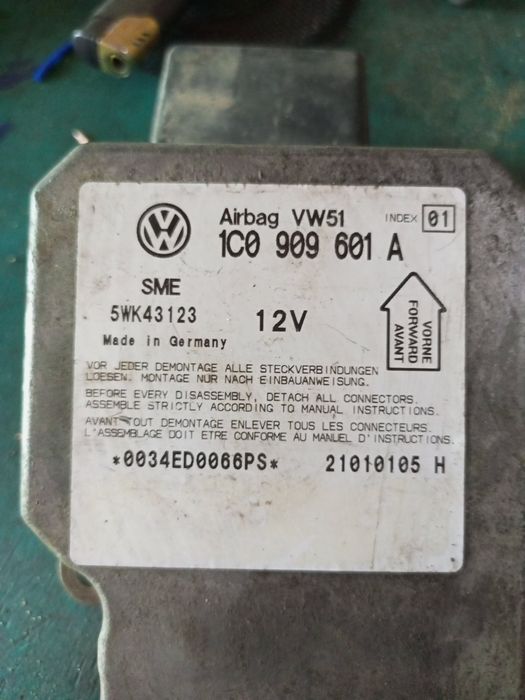 Airbag VW51 INDEX 01
1C0 909 601 A
SME
5WK43123
12V
Made in Germany
VORNE
FORWARD
AVANT
VOR JEDER DEMONTAGE ALLE STECKVERBINDUNGEN
LOESEN. MONTAGE NUR NACH EINBAUANWEISUNG.
BEFORE EVERY DISASSEMBLY, DETACH ALL CONNECTORS.
ASSEMBLE STRICTLY ACCORDING TO MANUAL INSTRUCTIONS.
AVANT TOUT DEMONTAGE ENLEVER TOUS LES CONNECTEURS.
L'ASSEMBLAGE DOIT ETRE CONFORME AU MANUEL D'INSTRUCTIONS.
*0034ED0066PS* 21010105 H